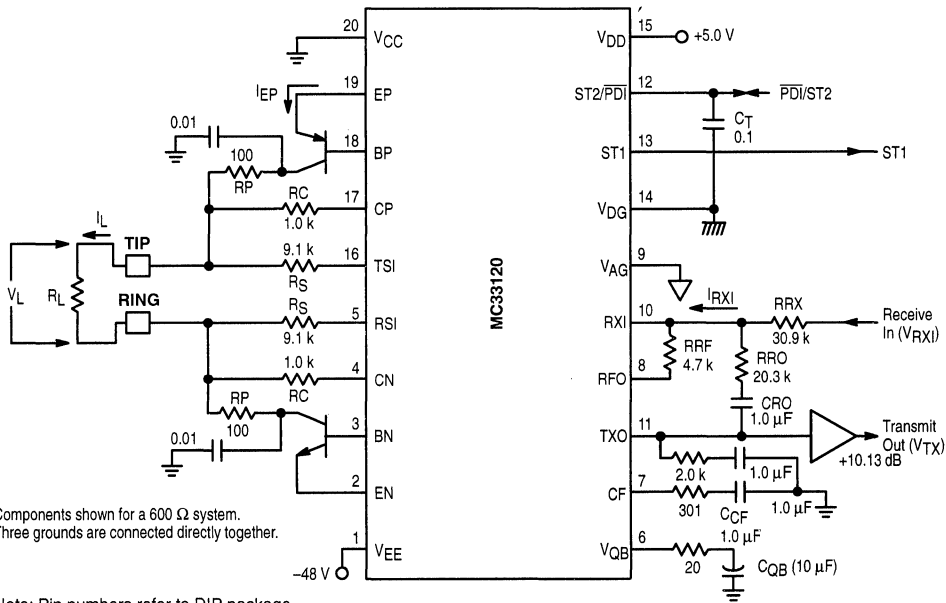 20
VCC
15
VDD
+5.0 V
19
EP
IEP
12
ST2/PDI
PDI/ST2
CT
0.1
0.01
18
BP
100
RP
13
ST1
ST1
17
CP
RC
1.0 k
14
VDG
IL
TIP
9.1 k
16
TSI
RS
9
VAG
MC33120
VL
RL
RING
RS
9.1 k
5
RSI
IRXI
10
RXI
RRX
30.9 k
Receive
In (VRXI)
RRF
4.7 k
RRO
20.3 k
1.0 k
RC
4
CN
8
RFO
CRO
1.0 µF
RP
100
3
BN
0.01
11
TXO
Transmit
Out (VTX)
+10.13 dB
2.0 k
1.0 µF
2
EN
7
CF
301
CCF
1.0 µF
1.0 µF
Components shown for a 600 Ω system.
Three grounds are connected directly together.
1
VEE
–48 V
6
VQB
20
CQB (10 µF)
Note: Pin numbers refer to DIP package